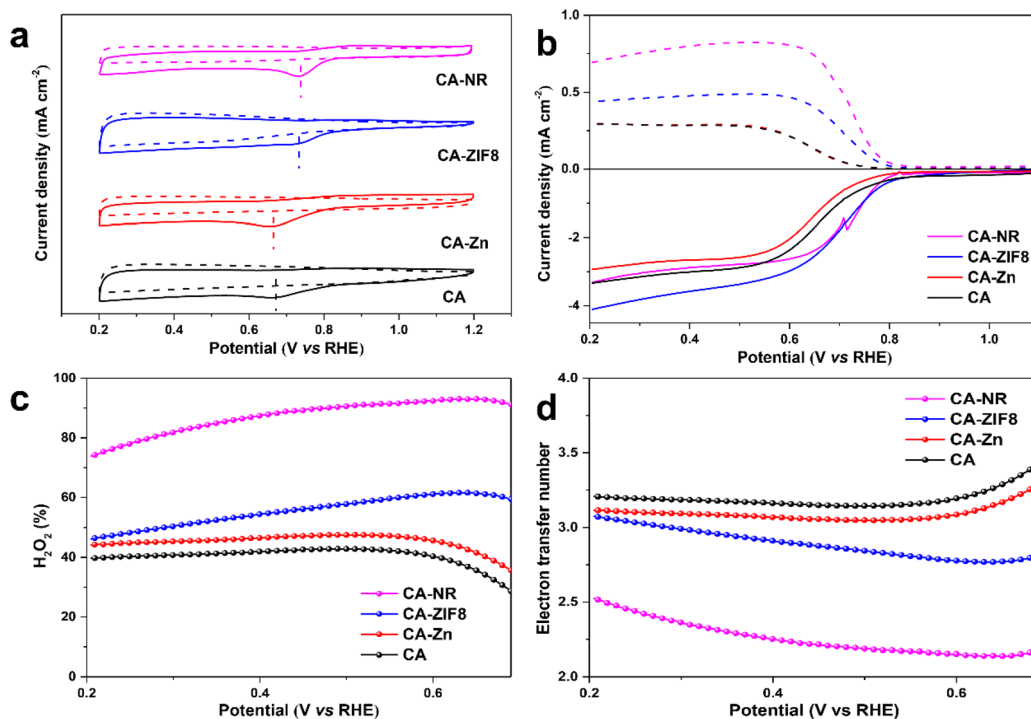 a
Current density (mA cm⁻²)
CA-NR
CA-ZIF8
CA-Zn
CA
0.2 0.4 0.6 0.8 1.0 1.2
Potential (V vs RHE)
b
Current density (mA cm⁻²)
1.0
0.5
0.0
-2
-4
CA-NR
CA-ZIF8
CA-Zn
CA
0.2 0.4 0.6 0.8 1.0
Potential (V vs RHE)
c
H₂O₂ (%)
100
80
60
40
20
0
CA-NR
CA-ZIF8
CA-Zn
CA
0.2 0.4 0.6
Potential (V vs RHE)
d
Electron transfer number
4.0
3.5
3.0
2.5
2.0
CA-NR
CA-ZIF8
CA-Zn
CA
0.2 0.4 0.6
Potential (V vs RHE)